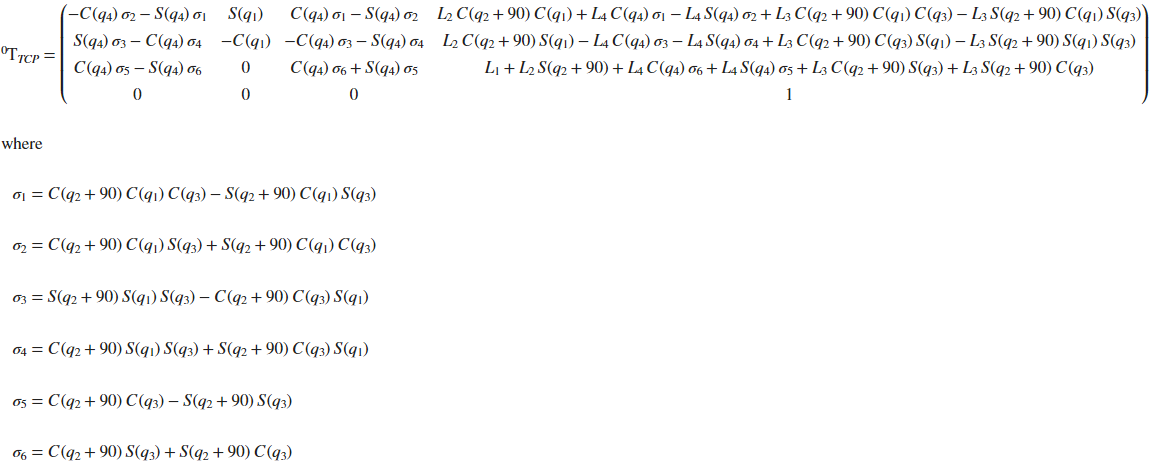 −C(q₄) σ₂ − S(q₄) σ₁ S(q₁) C(q₄) σ₁ − S(q₄) σ₂ L₂ C(q₂ + 90) C(q₁) + L₄ C(q₄) σ₁ − L₄ S(q₄) σ₂ + L₃ C(q₂ + 90) C(q₁) C(q₃) − L₃ S(q₂ + 90) C(q₁) S(q₃)
S(q₄) σ₃ − C(q₄) σ₄ −C(q₁) −C(q₄) σ₃ − S(q₄) σ₄ L₂ C(q₂ + 90) S(q₁) − L₄ C(q₄) σ₃ − L₄ S(q₄) σ₄ + L₃ C(q₂ + 90) C(q₃) S(q₁) − L₃ S(q₂ + 90) S(q₁) S(q₃)
⁰T_TCP = C(q₄) σ₅ − S(q₄) σ₆ 0 C(q₄) σ₆ + S(q₄) σ₅ L₁ + L₂ S(q₂ + 90) + L₄ C(q₄) σ₆ + L₄ S(q₄) σ₅ + L₃ C(q₂ + 90) S(q₃) + L₃ S(q₂ + 90) C(q₃)
0 0 0 1
where
σ₁ = C(q₂ + 90) C(q₁) C(q₃) − S(q₂ + 90) C(q₁) S(q₃)
σ₂ = C(q₂ + 90) C(q₁) S(q₃) + S(q₂ + 90) C(q₁) C(q₃)
σ₃ = S(q₂ + 90) S(q₁) S(q₃) − C(q₂ + 90) C(q₃) S(q₁)
σ₄ = C(q₂ + 90) S(q₁) S(q₃) + S(q₂ + 90) C(q₃) S(q₁)
σ₅ = C(q₂ + 90) C(q₃) − S(q₂ + 90) S(q₃)
σ₆ = C(q₂ + 90) S(q₃) + S(q₂ + 90) C(q₃)